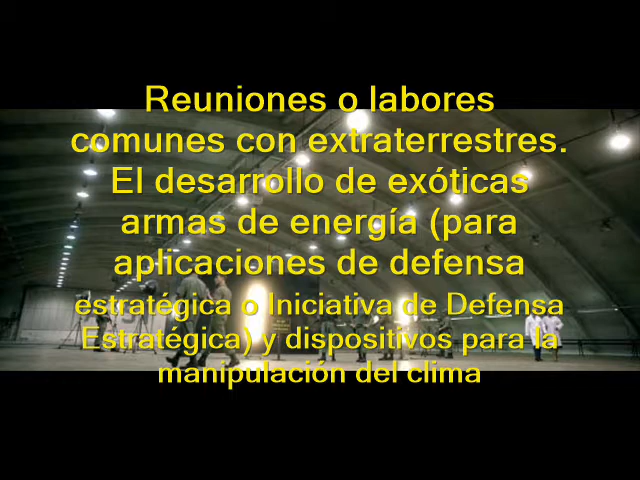 Reuniones o labores
comunes con extraterrestres.
El desarrollo de exóticas
armas de energía (para
aplicaciones de defensa
estratégica o Iniciativa de Defensa
Estratégica) y dispositivos para la
manipulación del clima